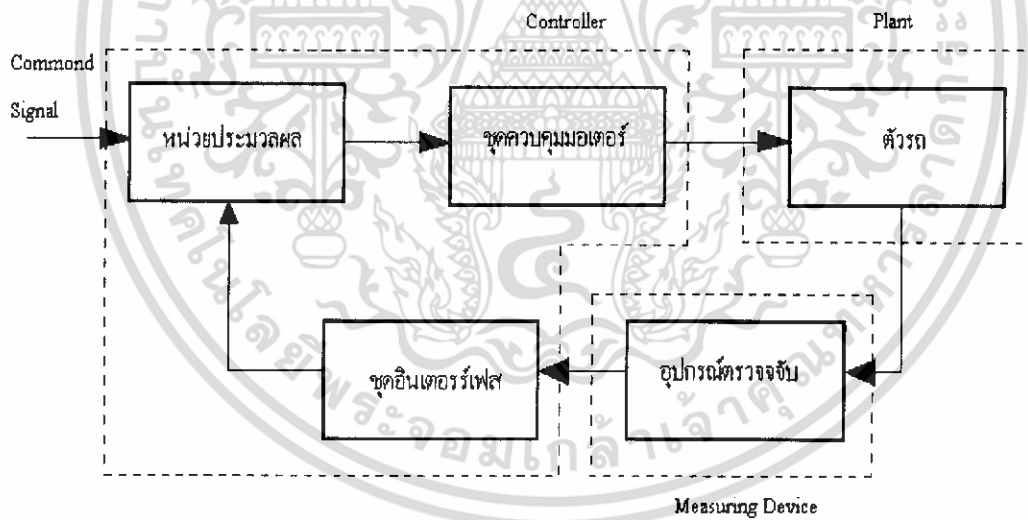 Controller
Plant
Commond
Signal
หน่วยประมวลผล
ชุดควบคุมมอเตอร์
ตัวรถ
ชุดอินเตอร์เฟส
อุปกรณ์ตรวจจับ
Measuring Device